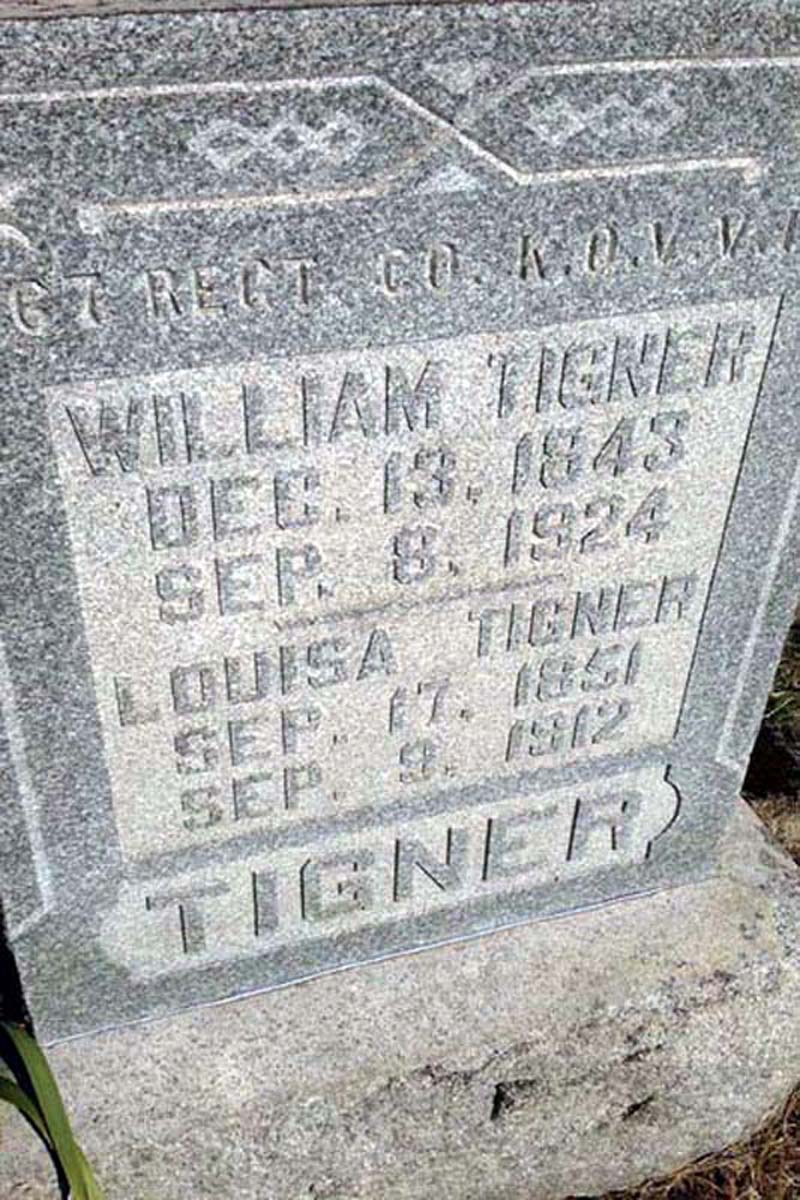 67 REGT CO. K.O.V.V.I
WILLIAM TIGNER
DEC. 13, 1843
SEP. 8, 1924
LOUISA TIGNER
SEP. 17, 1851
SEP. 9, 1912
TIGNER